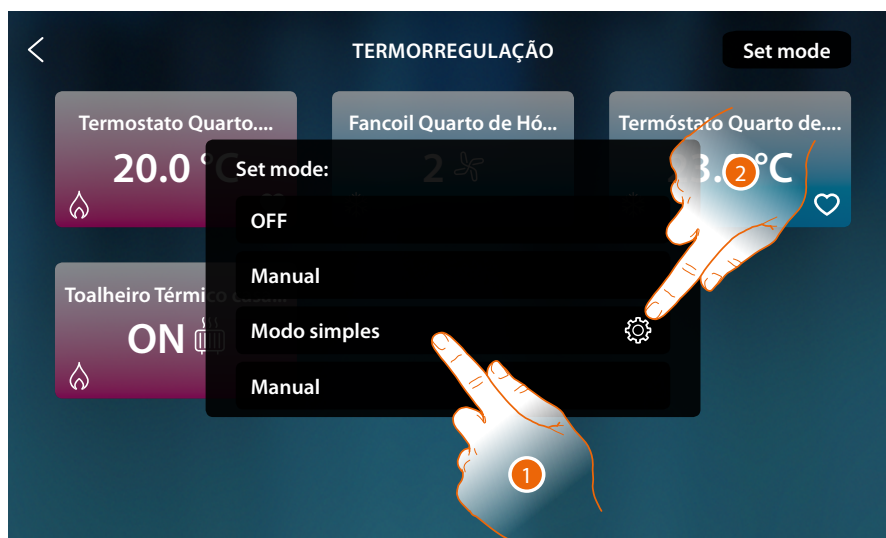 TERMORREGULAÇÃO
Set mode
Termostato Quarto....
Fancoil Quarto de Hó...
Termóstato Quarto de....
20.0 °C
2
3. °C
2
Set mode:
OFF
Manual
Toalheiro Térmico
ON
Modo simples
Manual
1